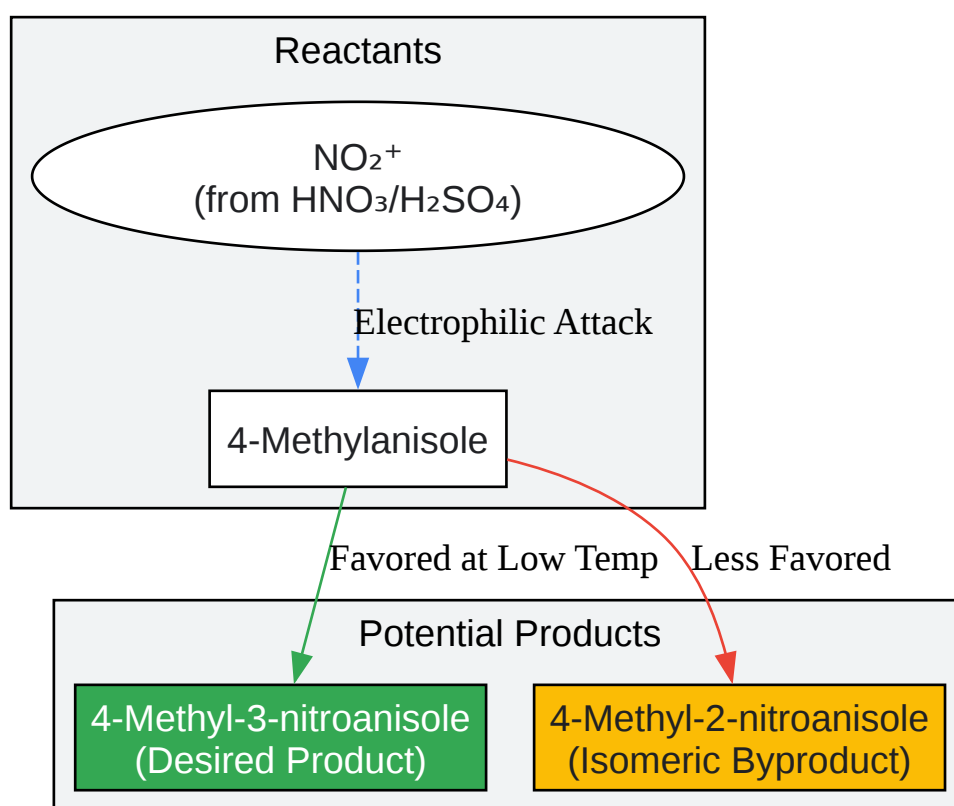 Reactants
NO₂⁺
(from HNO₃/H₂SO₄)
Electrophilic Attack
4-Methylanisole
Favored at Low Temp
Less Favored
Potential Products
4-Methyl-3-nitroanisole
(Desired Product)
4-Methyl-2-nitroanisole
(Isomeric Byproduct)